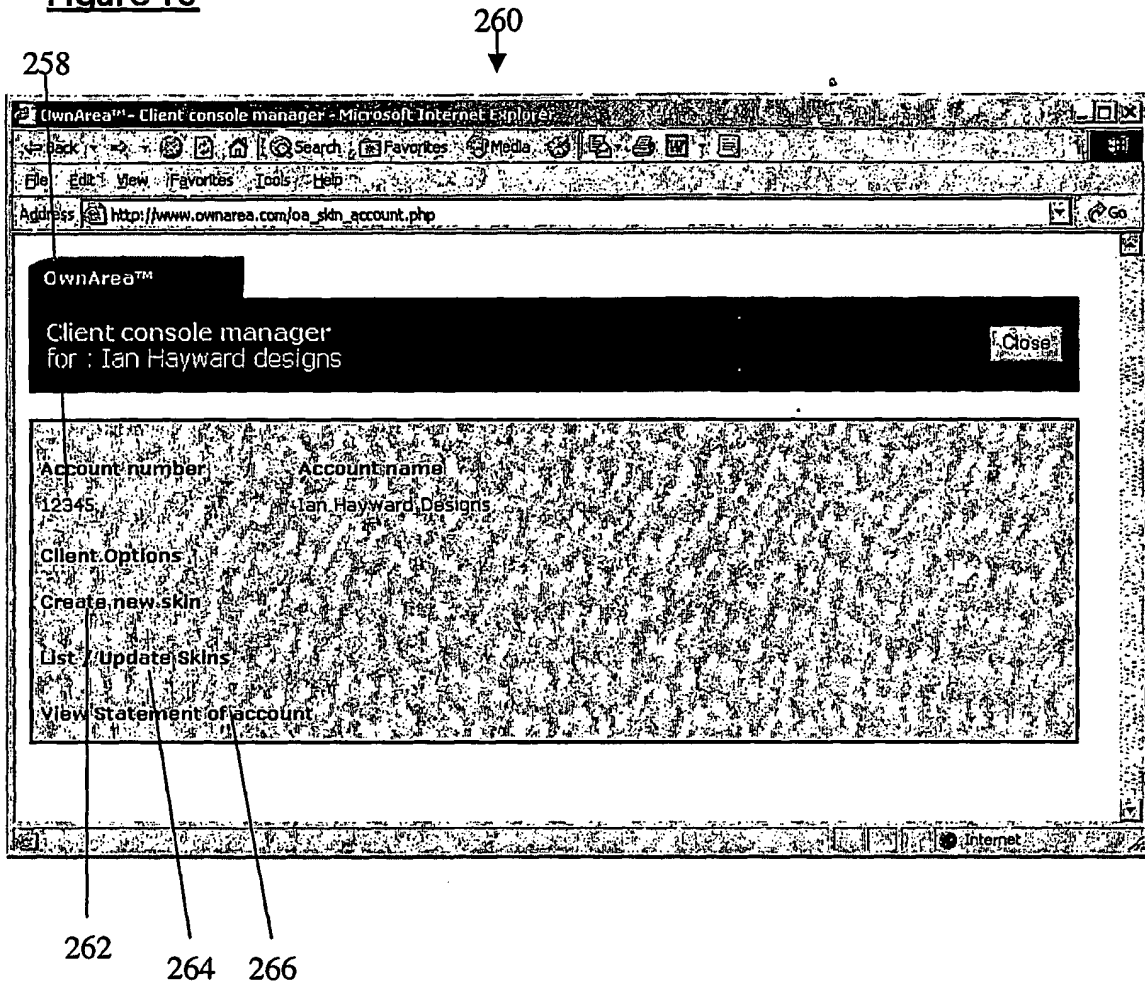 260
258
OwnArea™ - Client console manager - Microsoft Internet Explorer
Back Search Favorites Media
File Edit View Favorites Tools Help
Address http://www.ownarea.com/oa_skin_account.php Go
OwnArea™
Client console manager
for : Ian Hayward designs
Close
Account number Account name
12345 Ian Hayward Designs
Client Options
Create new skin
List / Update Skins
View Statement of account
Internet
262
264 266